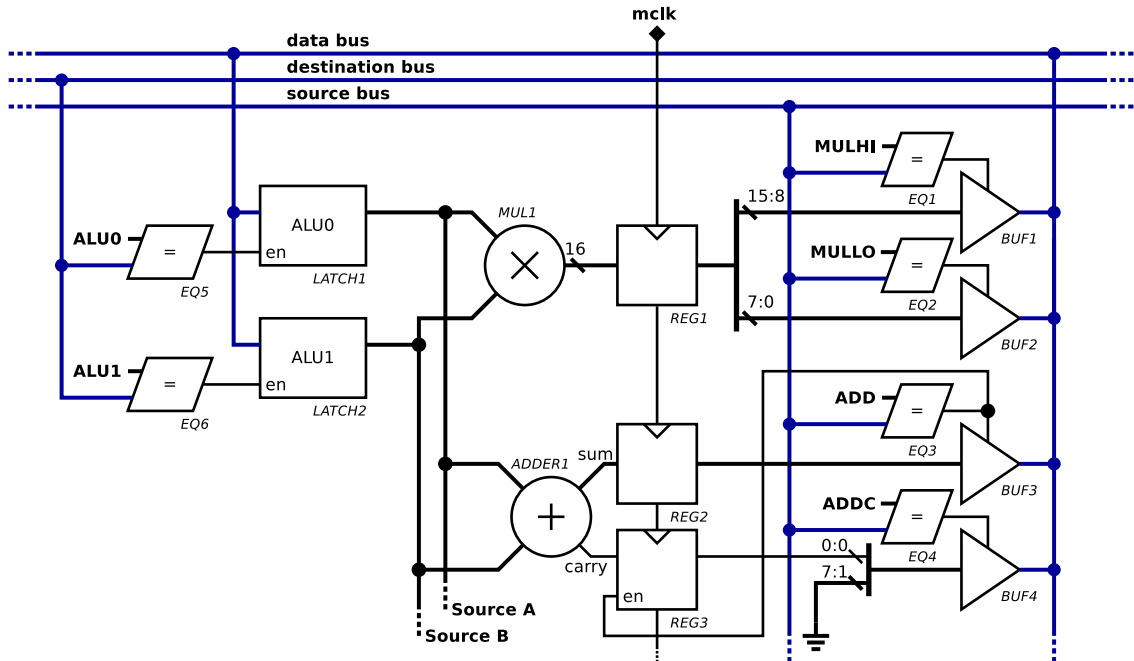 mclk
data bus
destination bus
source bus
MULHI
=
EQ1
15:8
BUF1
ALU0
en
LATCH1
MUL1
16
REG1
ALU0
=
EQ5
MULLO
=
EQ2
7:0
BUF2
ALU1
en
LATCH2
ALU1
=
EQ6
ADD
=
EQ3
BUF3
ADDER1
sum
REG2
carry
ADDC
=
EQ4
0:0
7:1
BUF4
en
REG3
Source A
Source B